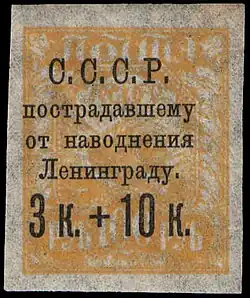 С.С.С.Р.
пострадавшему
от наводнения
Ленинграду.
3 к. + 10 к.